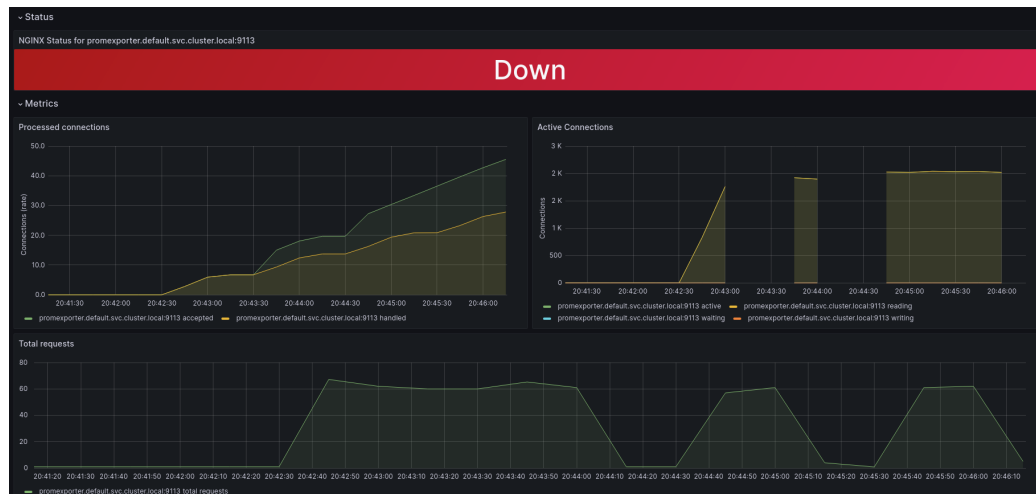 Status
NGINX Status for promexporter.default.svc.cluster.local:9113
Down
Metrics
Processed connections
50.0
40.0
30.0
20.0
10.0
0.0
Connections (rate)
20:41:30 20:42:00 20:42:30 20:43:00 20:43:30 20:44:00 20:44:30 20:45:00 20:45:30 20:46:00
promexporter.default.svc.cluster.local:9113 accepted promexporter.default.svc.cluster.local:9113 handled
Active Connections
3 K
2 K
2 K
1 K
500
0
Connections
20:41:30 20:42:00 20:42:30 20:43:00 20:43:30 20:44:00 20:44:30 20:45:00 20:45:30 20:46:00
promexporter.default.svc.cluster.local:9113 active promexporter.default.svc.cluster.local:9113 reading
promexporter.default.svc.cluster.local:9113 waiting promexporter.default.svc.cluster.local:9113 writing
Total requests
80
60
40
20
0
20:41:20 20:41:30 20:41:40 20:41:50 20:42:00 20:42:10 20:42:20 20:42:30 20:42:40 20:42:50 20:43:00 20:43:10 20:43:20 20:43:30 20:43:40 20:43:50 20:44:00 20:44:10 20:44:20 20:44:30 20:44:40 20:44:50 20:45:00 20:45:10 20:45:20 20:45:30 20:45:40 20:45:50 20:46:00 20:46:10
promexporter.default.svc.cluster.local:9113 total requests